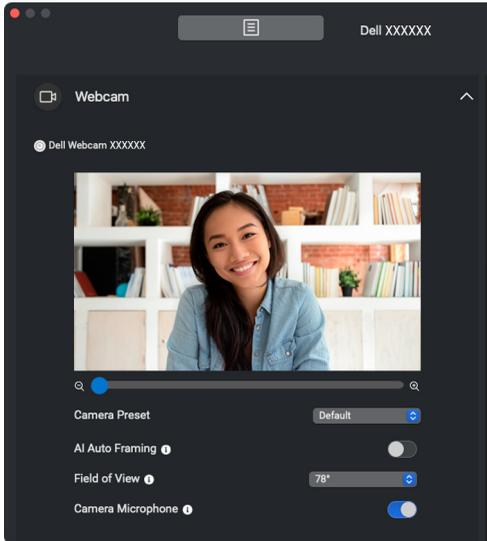 Dell XXXXXX
Webcam
Dell Webcam XXXXXX
Camera Preset
Default
AI Auto Framing
Field of View
78°
Camera Microphone